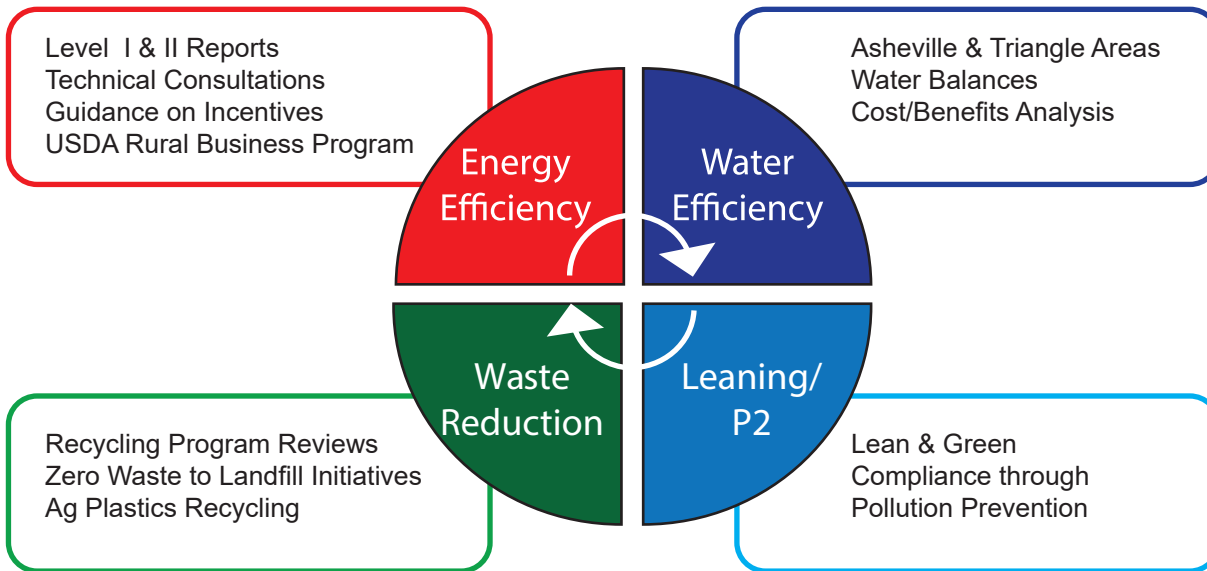 Level I & II Reports
Technical Consultations
Guidance on Incentives
USDA Rural Business Program
Energy
Efficiency
Water
Efficiency
Asheville & Triangle Areas
Water Balances
Cost/Benefits Analysis
Recycling Program Reviews
Zero Waste to Landfill Initiatives
Ag Plastics Recycling
Waste
Reduction
Leaning/
P2
Lean & Green
Compliance through
Pollution Prevention